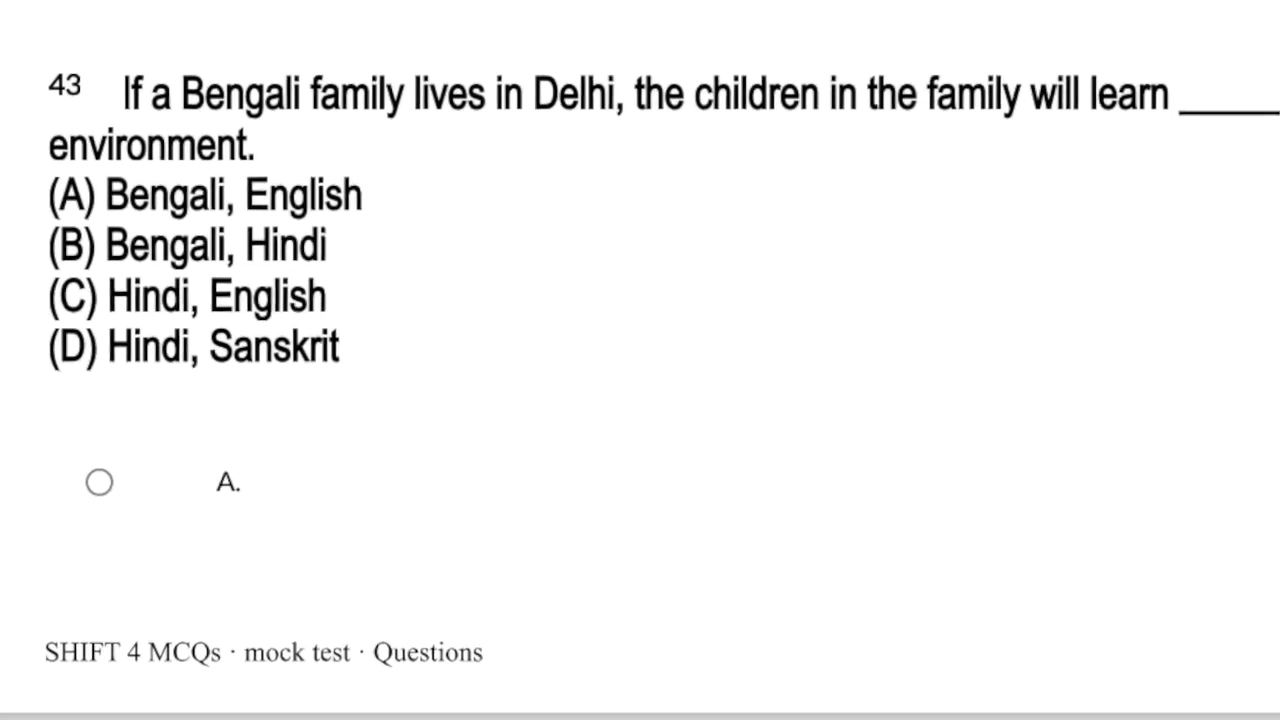 43 If a Bengali family lives in Delhi, the children in the family will learn _____
environment.
(A) Bengali, English
(B) Bengali, Hindi
(C) Hindi, English
(D) Hindi, Sanskrit
A.
SHIFT 4 MCQs · mock test · Questions